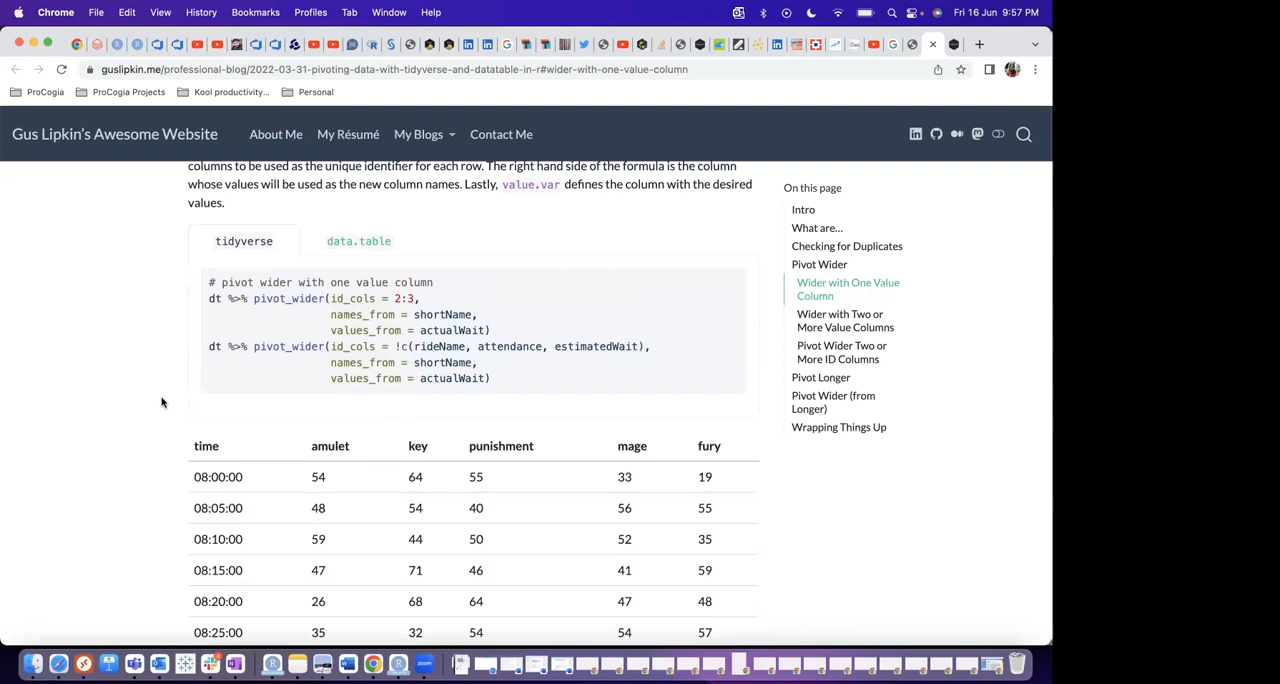 Chrome File Edit View History Bookmarks Profiles Tab Window Help Fri 16 Jun 9:57 PM
guslipkin.me/professional-blog/2022-03-31-pivoting-data-with-tidyverse-and-datatable-in-r#wider-with-one-value-column
ProCogia ProCogia Projects Kool productivity... Personal
Gus Lipkin's Awesome Website About Me My Résumé My Blogs Contact Me
columns to be used as the unique identifier for each row. The right hand side of the formula is the column
whose values will be used as the new column names. Lastly, value.var defines the column with the desired
values.
tidyverse data.table
# pivot wider with one value column
dt %>% pivot_wider(id_cols = 2:3,
names_from = shortName,
values_from = actualWait)
dt %>% pivot_wider(id_cols = !c(rideName, attendance, estimatedWait),
names_from = shortName,
values_from = actualWait)
time amulet key punishment mage fury
08:00:00 54 64 55 33 19
08:05:00 48 54 40 56 55
08:10:00 59 44 50 52 35
08:15:00 47 71 46 41 59
08:20:00 26 68 64 47 48
08:25:00 35 32 54 54 57
On this page
Intro
What are...
Checking for Duplicates
Pivot Wider
Wider with One Value
Column
Wider with Two or
More Value Columns
Pivot Wider Two or
More ID Columns
Pivot Longer
Pivot Wider (from
Longer)
Wrapping Things Up